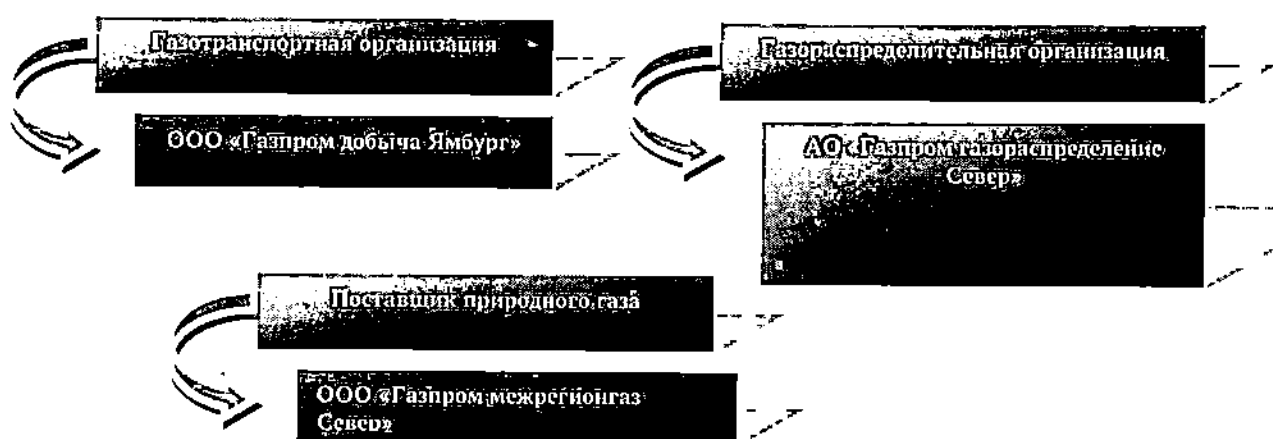 Газотранспортная организация
ООО «Газпром добыча Ямбург»
Газораспределительная организация
АО «Газпром газораспределение
Север»
Поставщик природного газа
ООО «Газпром межрегионгаз
Север»